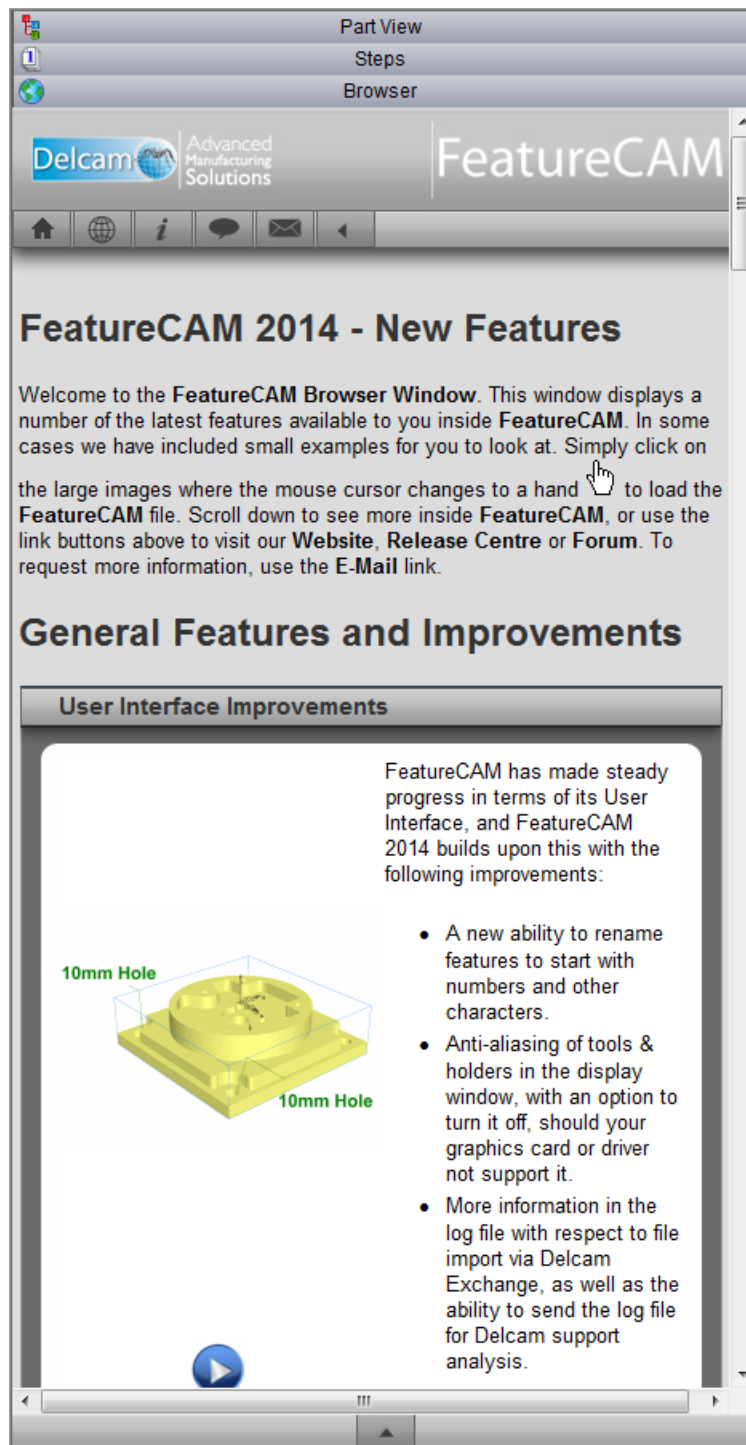 Part View
1
Steps
Browser
Delcam
Advanced
Manufacturing
Solutions
FeatureCAM
i
FeatureCAM 2014 - New Features
Welcome to the FeatureCAM Browser Window. This window displays a
number of the latest features available to you inside FeatureCAM. In some
cases we have included small examples for you to look at. Simply click on
the large images where the mouse cursor changes to a hand to load the
FeatureCAM file. Scroll down to see more inside FeatureCAM, or use the
link buttons above to visit our Website, Release Centre or Forum. To
request more information, use the E-Mail link.
General Features and Improvements
User Interface Improvements
FeatureCAM has made steady
progress in terms of its User
Interface, and FeatureCAM
2014 builds upon this with the
following improvements:
10mm Hole
10mm Hole
• A new ability to rename
features to start with
numbers and other
characters.
• Anti-aliasing of tools &
holders in the display
window, with an option to
turn it off, should your
graphics card or driver
not support it.
• More information in the
log file with respect to file
import via Delcam
Exchange, as well as the
ability to send the log file
for Delcam support
analysis.